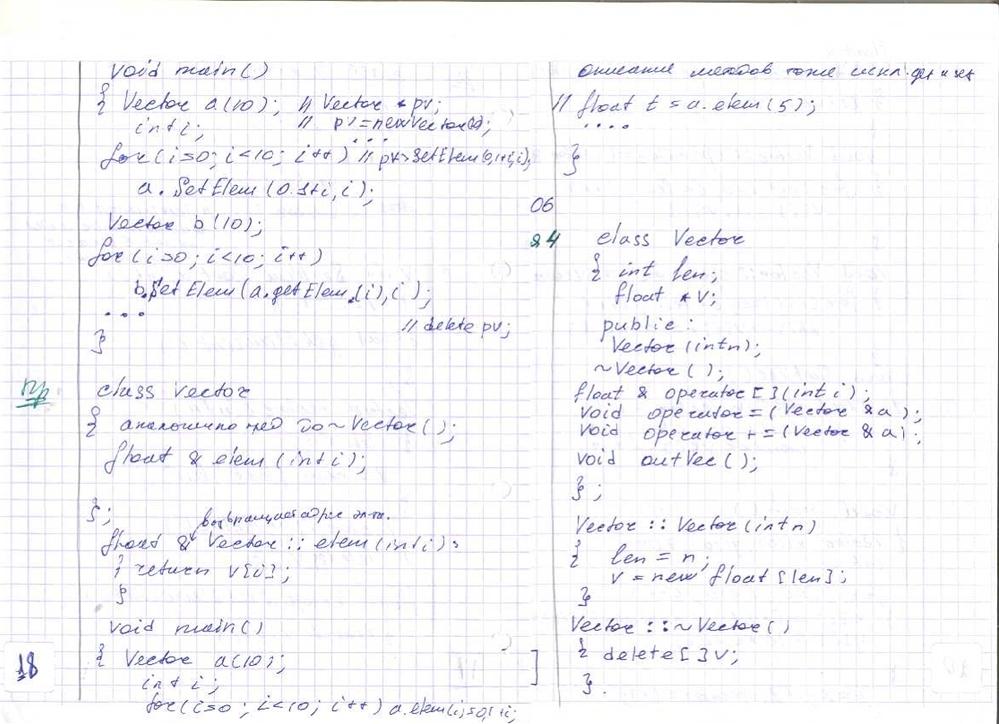 void main()
{ Vector a(10); // Vector * pv;
int i; // pv = new Vector(10);
...
for(i=0; i<10; i++) // pv->SetElem(0,1+i,i);
a.SetElem(0.1+i,i);
Vector b(10);
for(i=0; i<10; i++)
b.SetElem(a.getElem(i),i);
...
// delete pv;
}
Пр
class Vector
{ аналогично пред до ~Vector();
float & elem(int i);
};
возвращает адрес элта.
float & Vector :: elem(int i)
{ return v[i];
}
void main()
{ Vector a(10);
int i;
for(i=0; i<10; i++) a.elem(i)=0,1+i;
18
описание методов тоже искл. get и set
// float t = a.elem(5);
....
}
06
я4
class Vector
{ int len;
float *v;
public:
Vector(int n);
~Vector();
float & operator[](int i);
void operator=(Vector &a);
void operator+=(Vector &a);
void outVec();
};
Vector :: Vector(int n)
{ len = n;
v = new float[len];
}
Vector :: ~Vector()
{ delete[]v;
}.